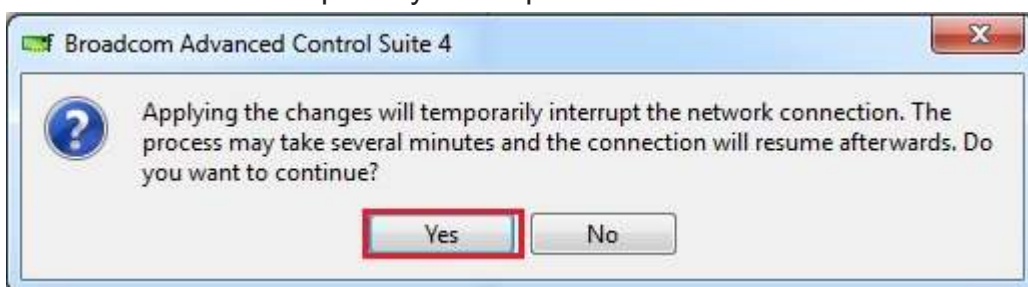 Broadcom Advanced Control Suite 4
Applying the changes will temporarily interrupt the network connection. The
process may take several minutes and the connection will resume afterwards. Do
you want to continue?
Yes No